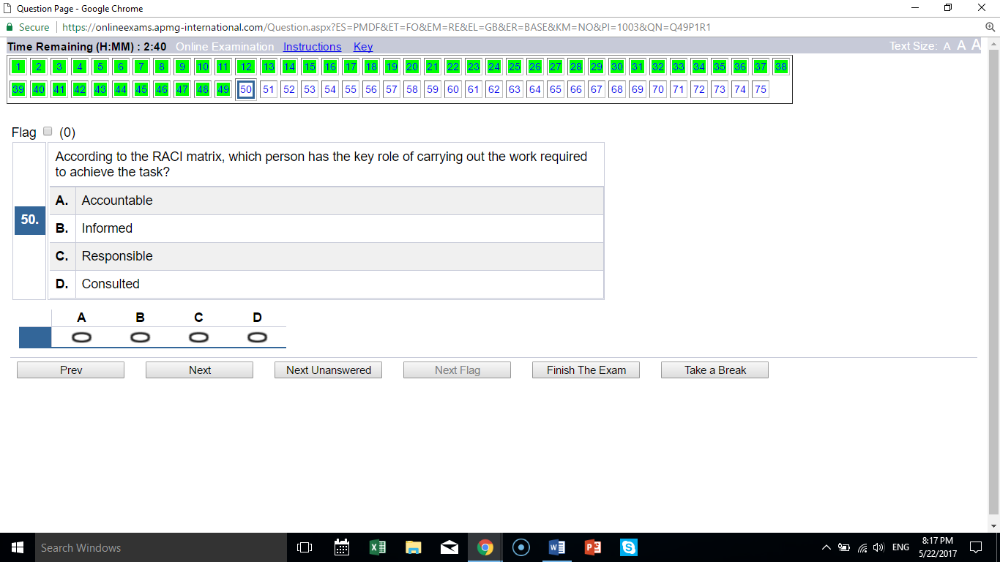 Question Page - Google Chrome
Secure https://onlineexams.apmg-international.com/Question.aspx?ES=PMDF&ET=FO&EM=RE&EL=GB&ER=BASE&KM=NO&PI=1003&QN=Q49P1R1
Time Remaining (H:MM) : 2:40 Online Examination Instructions Key Text Size: A A A
1 2 3 4 5 6 7 8 9 10 11 12 13 14 15 16 17 18 19 20 21 22 23 24 25 26 27 28 29 30 31 32 33 34 35 36 37 38
39 40 41 42 43 44 45 46 47 48 49 50 51 52 53 54 55 56 57 58 59 60 61 62 63 64 65 66 67 68 69 70 71 72 73 74 75
Flag (0)
According to the RACI matrix, which person has the key role of carrying out the work required
to achieve the task?
50.
A. Accountable
B. Informed
C. Responsible
D. Consulted
A B C D
Prev Next Next Unanswered Next Flag Finish The Exam Take a Break
Search Windows
ENG
8:17 PM
5/22/2017